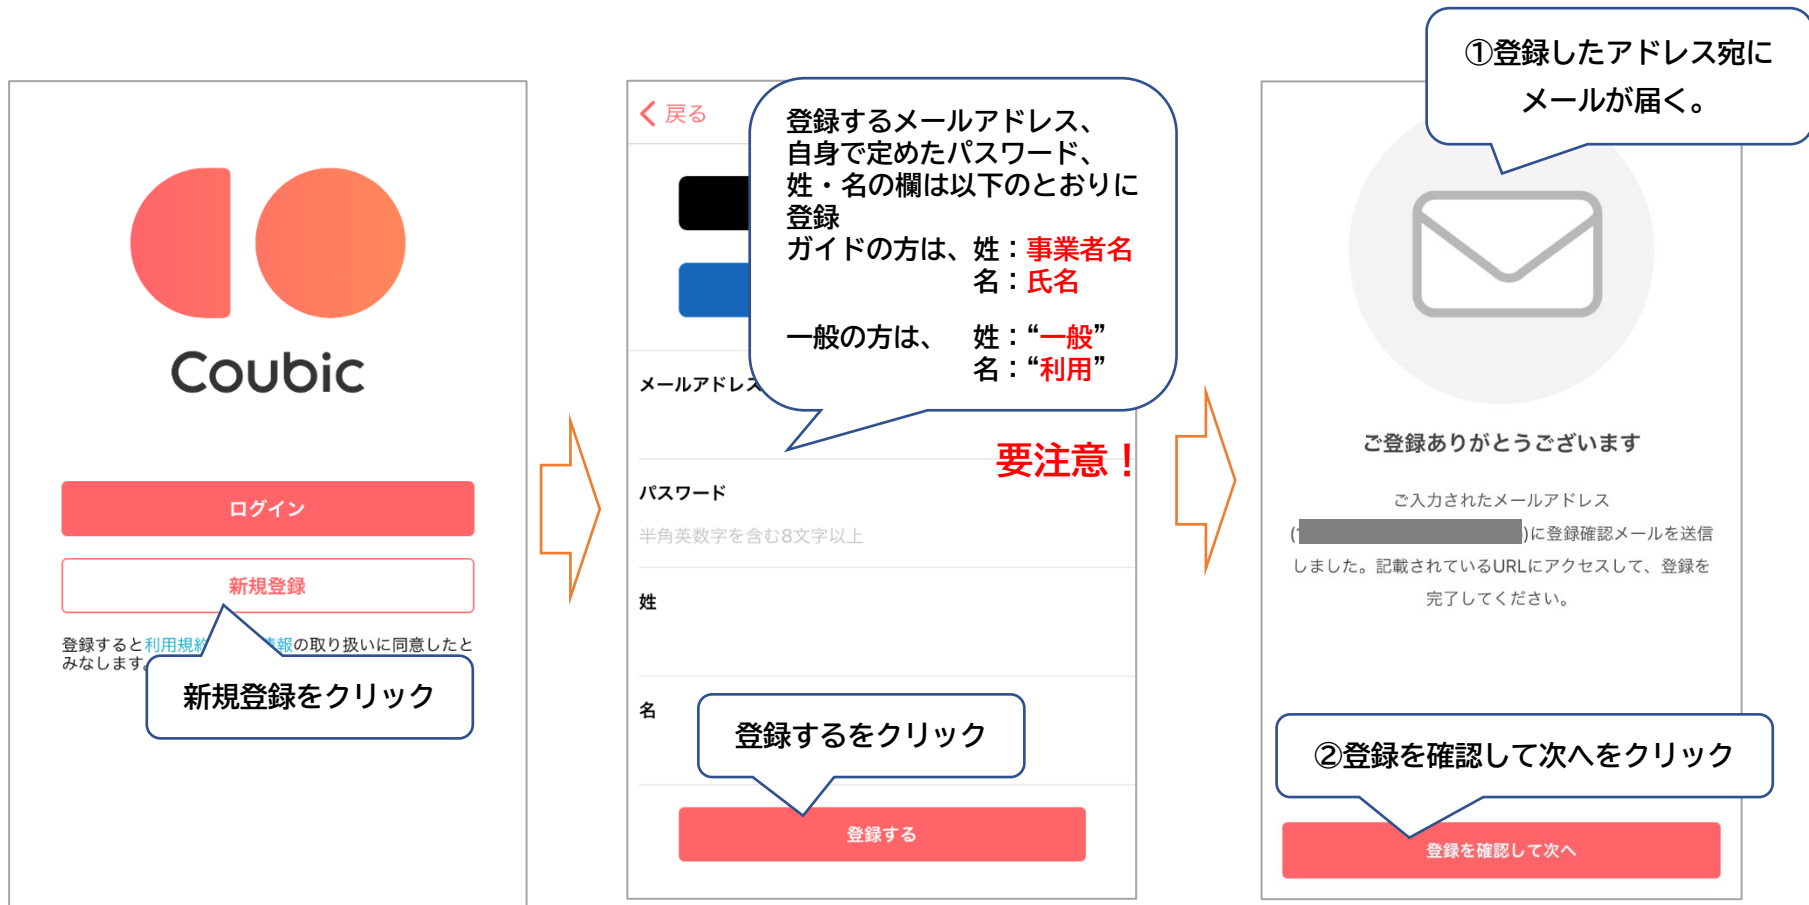 Coubic
ログイン
新規登録
登録すると利用規約 情報の取り扱いに同意したと
みなします。
新規登録をクリック
戻る
登録するメールアドレス、
自身で定めたパスワード、
姓・名の欄は以下のとおりに
登録
ガイドの方は、姓：事業者名
名：氏名
一般の方は、 姓：“一般”
名：“利用”
メールアドレス
要注意！
パスワード
半角英数字を含む8文字以上
姓
名
登録するをクリック
登録する
①登録したアドレス宛に
メールが届く。
ご登録ありがとうございます
ご入力されたメールアドレス
( )に登録確認メールを送信
しました。記載されているURLにアクセスして、登録を
完了してください。
②登録を確認して次へをクリック
登録を確認して次へ